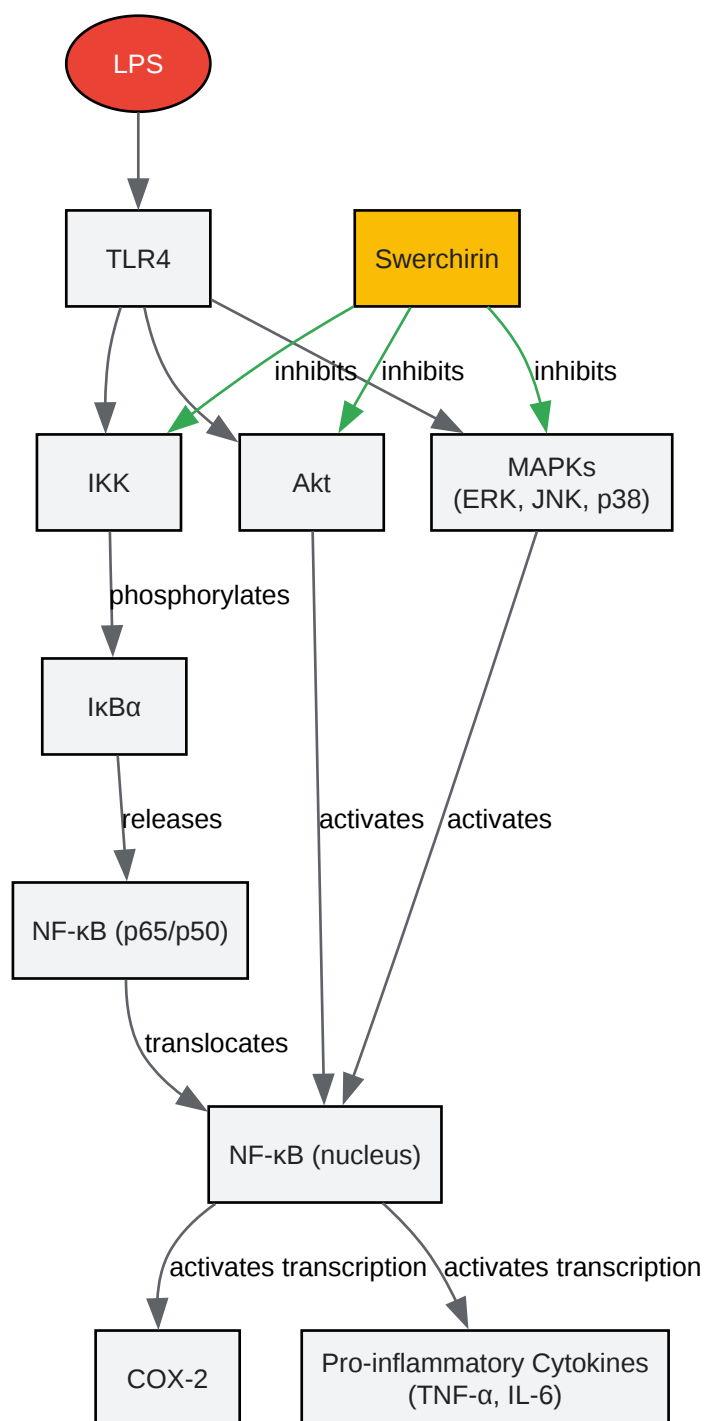 LPS
TLR4
Swerchirin
inhibits
inhibits
inhibits
IKK
Akt
MAPKs
(ERK, JNK, p38)
phosphorylates
IκBα
releases
activates
activates
NF-κB (p65/p50)
translocates
NF-κB (nucleus)
activates transcription
activates transcription
COX-2
Pro-inflammatory Cytokines
(TNF-α, IL-6)